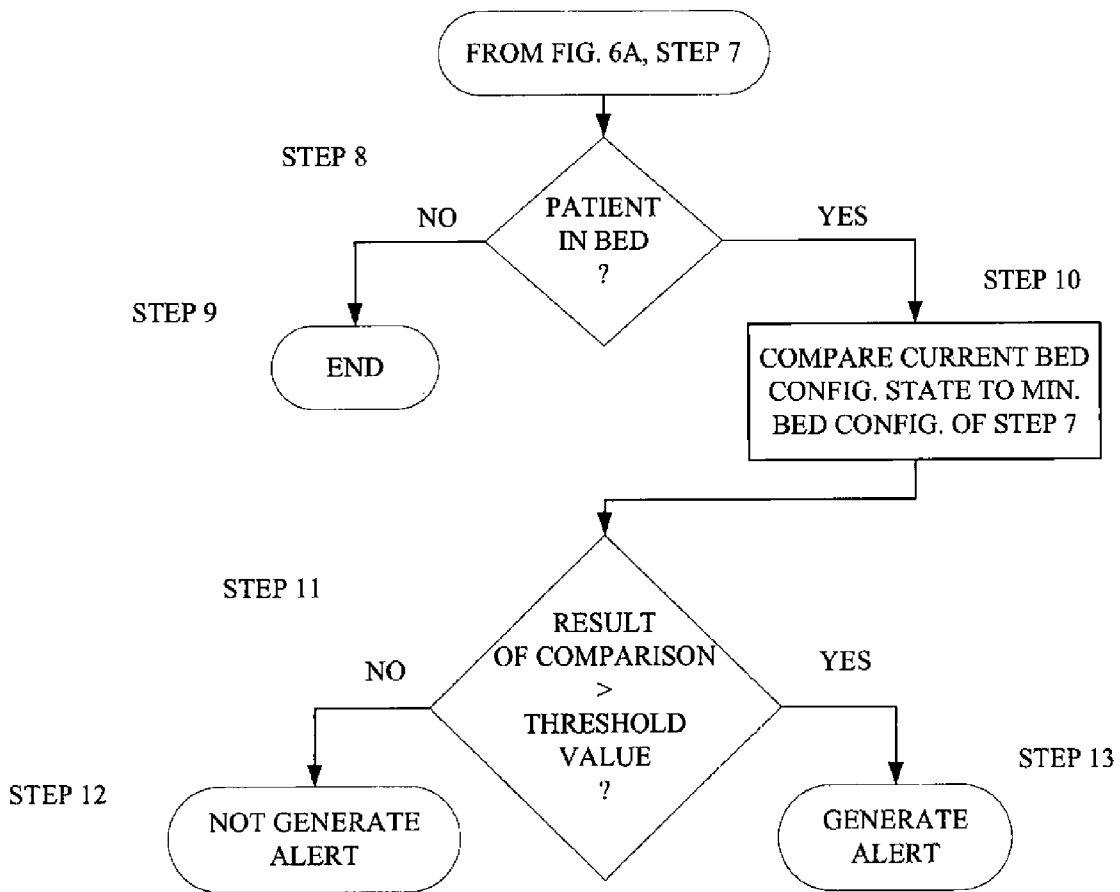 FROM FIG. 6A, STEP 7
STEP 8
PATIENT
IN BED
?
NO
YES
STEP 9
END
STEP 10
COMPARE CURRENT BED
CONFIG. STATE TO MIN.
BED CONFIG. OF STEP 7
STEP 11
RESULT
OF COMPARISON
>
THRESHOLD
VALUE
?
NO
YES
STEP 12
NOT GENERATE
ALERT
STEP 13
GENERATE
ALERT